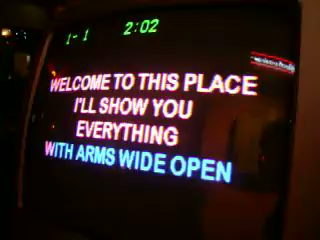 1-1 2:02
WELCOME TO THIS PLACE
I'LL SHOW YOU
EVERYTHING
WITH ARMS WIDE OPEN